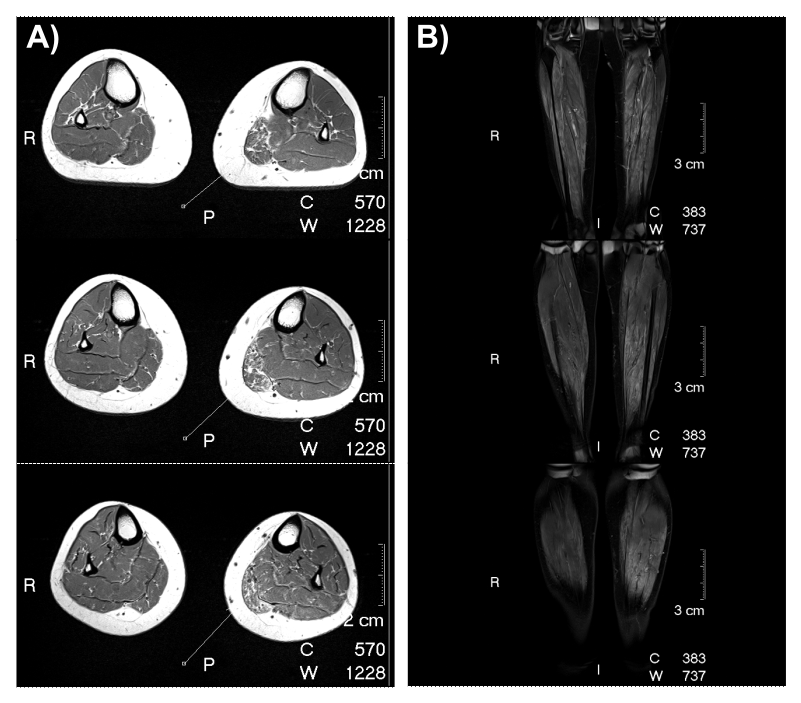 A)
R
cm
P
C 570
W 1228
R
cm
P
C 570
W 1228
R
2 cm
P
C 570
W 1228
B)
R
3 cm
I
C 383
W 737
R
3 cm
I
C 383
W 737
R
3 cm
I
C 383
W 737